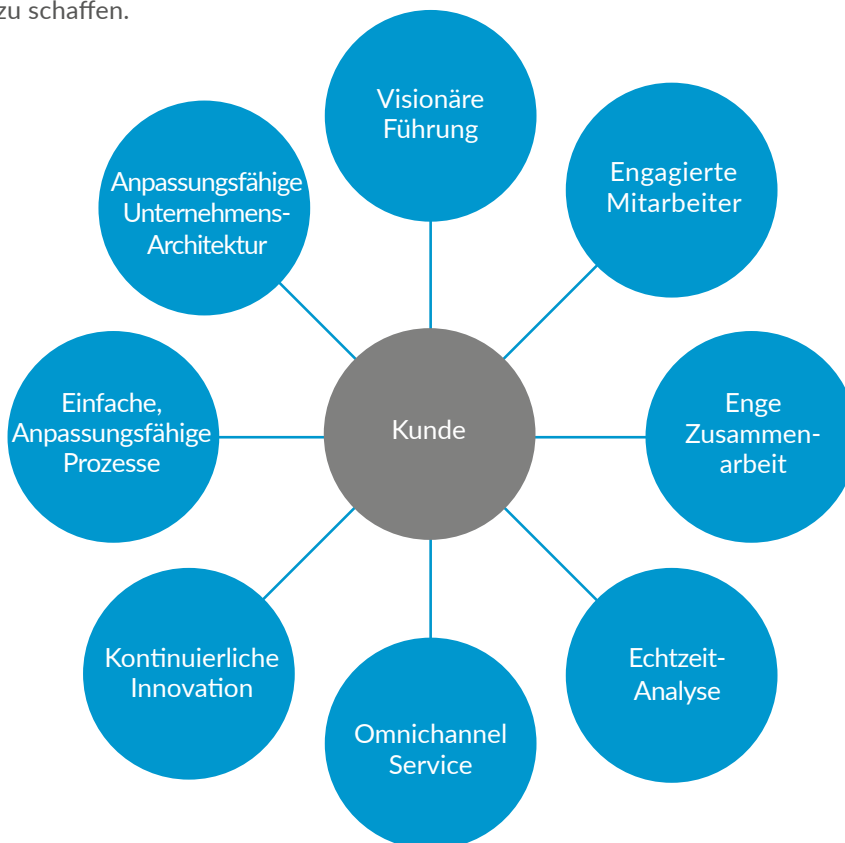 zu schaffen.
Visionäre
Führung
Engagierte
Mitarbeiter
Anpassungsfähige
Unternehmens-
Architektur
Einfache,
Anpassungsfähige
Prozesse
Kunde
Enge
Zusammen-
arbeit
Kontinuierliche
Innovation
Echtzeit-
Analyse
Omnichannel
Service